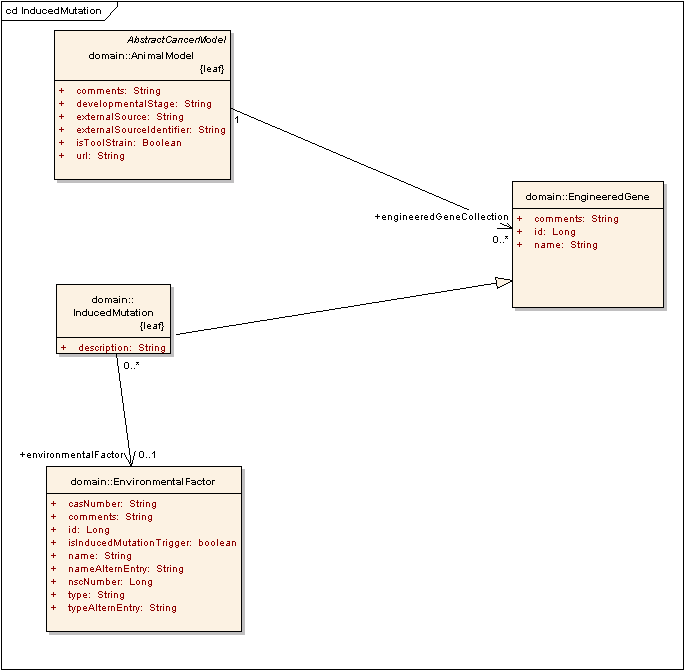 cd InducedMutation
AbstractCancerModel
domain::AnimalModel
{leaf}
+ comments: String
+ developmentalStage: String
+ externalSource: String
+ externalSourceIdentifier: String
+ isToolStrain: Boolean
+ url: String
1
+engineeredGeneCollection
0..*
domain::EngineeredGene
+ comments: String
+ id: Long
+ name: String
domain::
InducedMutation
{leaf}
+ description: String
0..*
+environmentalFactor
0..1
domain::EnvironmentalFactor
+ casNumber: String
+ comments: String
+ id: Long
+ isInducedMutationTrigger: boolean
+ name: String
+ nameAlternEntry: String
+ nscNumber: Long
+ type: String
+ typeAlternEntry: String